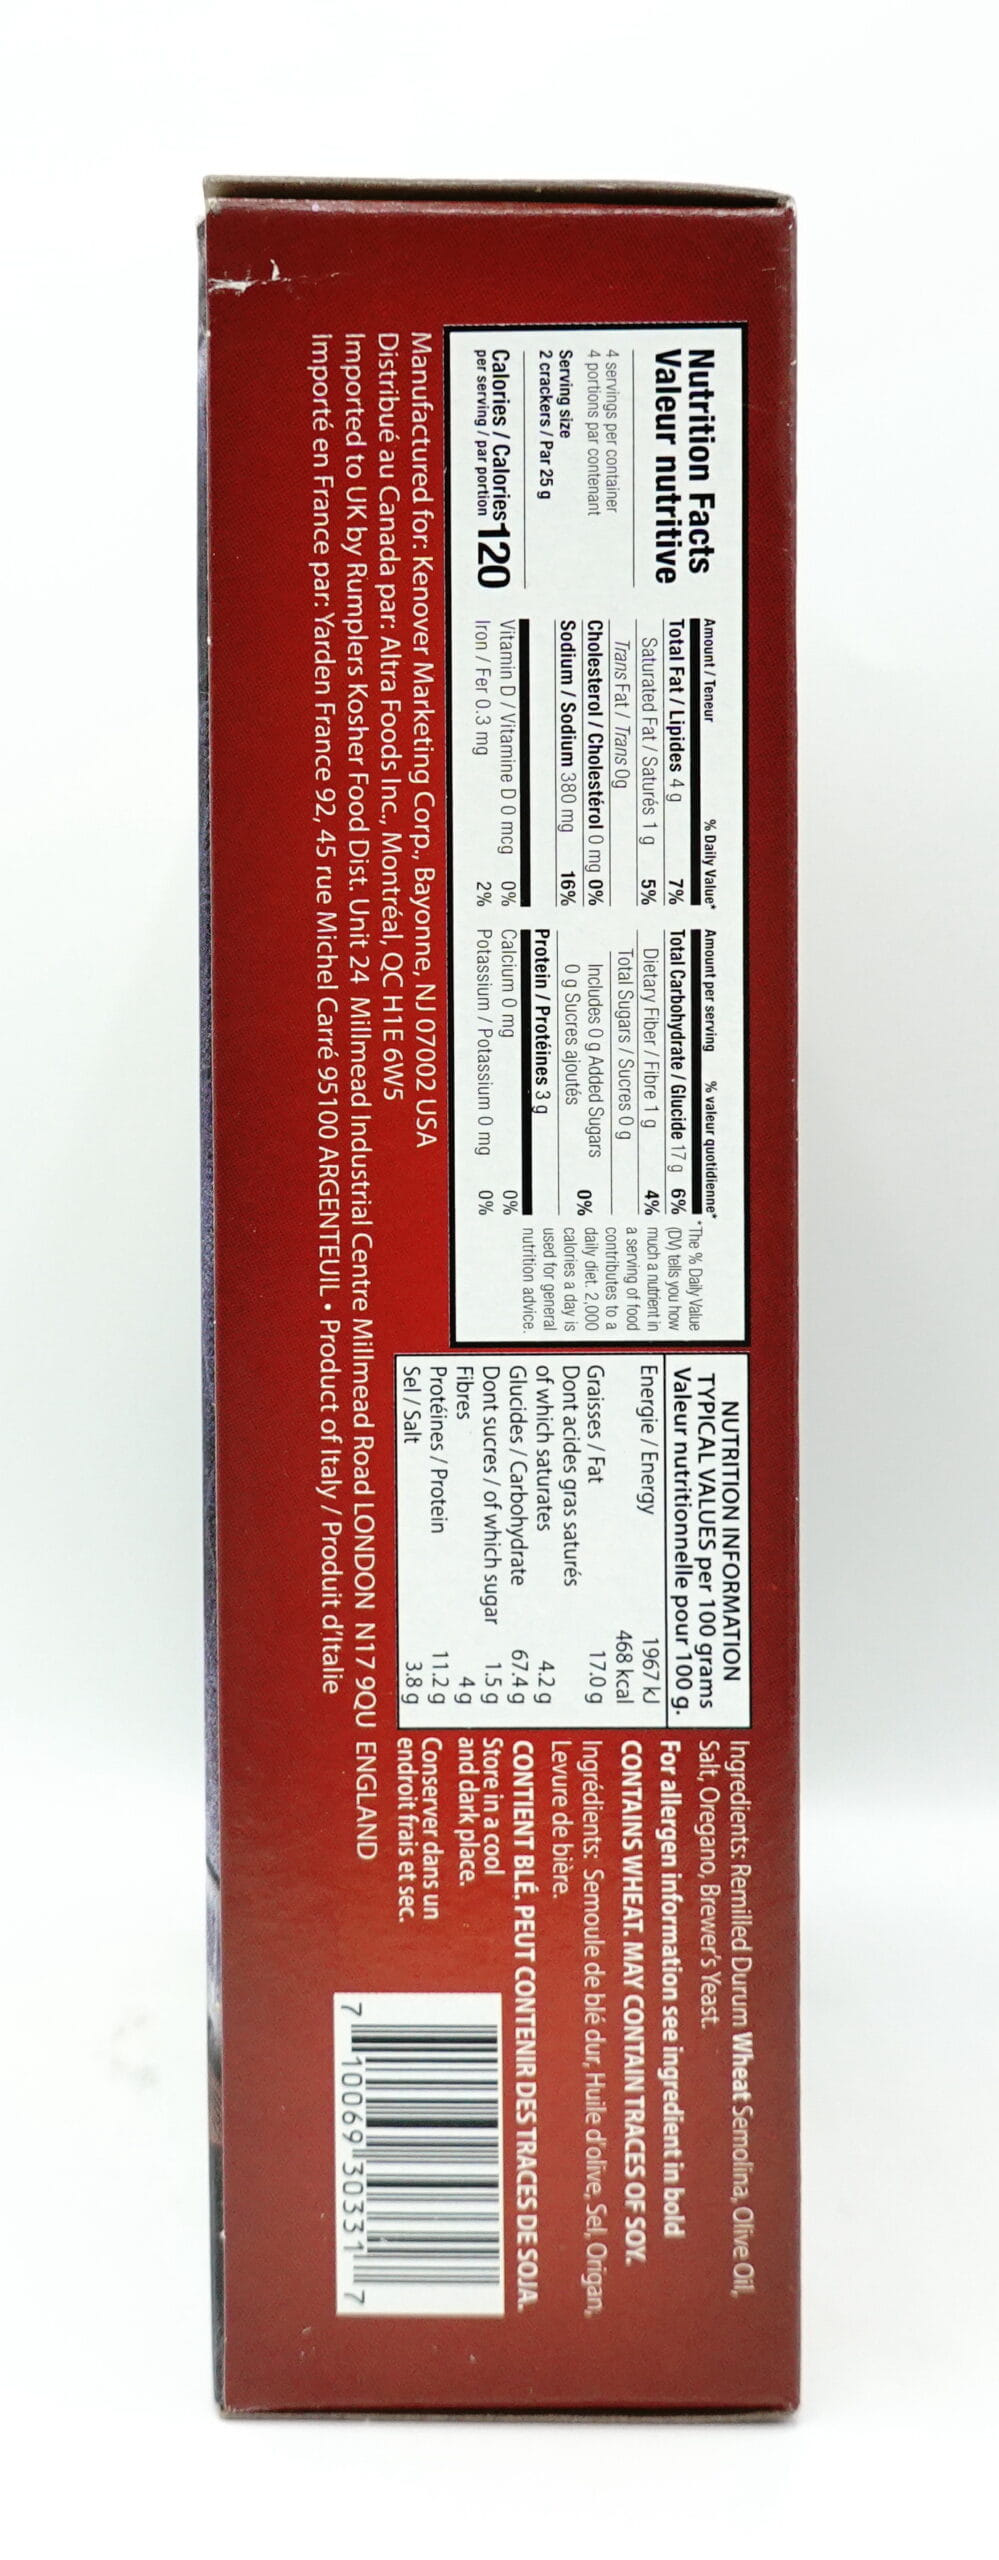 Nutrition Facts
Valeur nutritive
4 servings per container
4 portions par contenant
Serving size
2 crackers / Par 25 g
Calories / Calories 120
per serving / par portion
Amount / Teneur % Daily Value*
Total Fat / Lipides 4 g 7%
Saturated Fat / Saturés 1 g 5%
Trans Fat / Trans 0g
Cholesterol / Cholestérol 0 mg 0%
Sodium / Sodium 380 mg 16%
Vitamin D / Vitamine D 0 mcg 0%
Iron / Fer 0.3 mg 2%
Amount per serving % valeur quotidienne*
Total Carbohydrate / Glucide 17 g 6%
Dietary Fiber / Fibre 1 g 4%
Total Sugars / Sucres 0 g
Includes 0 g Added Sugars 0%
0 g Sucres ajoutés
Protein / Protéines 3 g
Calcium 0 mg 0%
Potassium / Potassium 0 mg 0%
*The % Daily Value
(DV) tells you how
much a nutrient in
a serving of food
contributes to a
daily diet. 2,000
calories a day is
used for general
nutrition advice.
NUTRITION INFORMATION
TYPICAL VALUES per 100 grams
Valeur nutritionnelle pour 100 g.
Energie / Energy 1967 kJ
468 kcal
Graisses / Fat 17.0 g
Dont acides gras saturés
of which saturates 4.2 g
Glucides / Carbohydrate 67.4 g
Dont sucres / of which sugar 1.5 g
Fibres 4 g
Protéines / Protein 11.2 g
Sel / Salt 3.8 g
Ingredients: Remilled Durum Wheat Semolina, Olive Oil,
Salt, Oregano, Brewer's Yeast.
For allergen information see ingredient in bold
CONTAINS WHEAT. MAY CONTAIN TRACES OF SOY.
Ingrédients: Semoule de blé dur, Huile d'olive, Sel, Origan,
Levure de bière.
CONTIENT BLÉ. PEUT CONTENIR DES TRACES DE SOJA.
Store in a cool
and dark place.
Conserver dans un
endroit frais et sec.
7 10069 30331 7
Manufactured for: Kenover Marketing Corp., Bayonne, NJ 07002 USA
Distribué au Canada par: Altra Foods Inc., Montréal, QC H1E 6W5
Imported to UK by Rumplers Kosher Food Dist. Unit 24 Millmead Industrial Centre Millmead Road LONDON N17 9QU ENGLAND
Importé en France par: Yarden France 92, 45 rue Michel Carré 95100 ARGENTEUIL • Product of Italy / Produit d'Italie